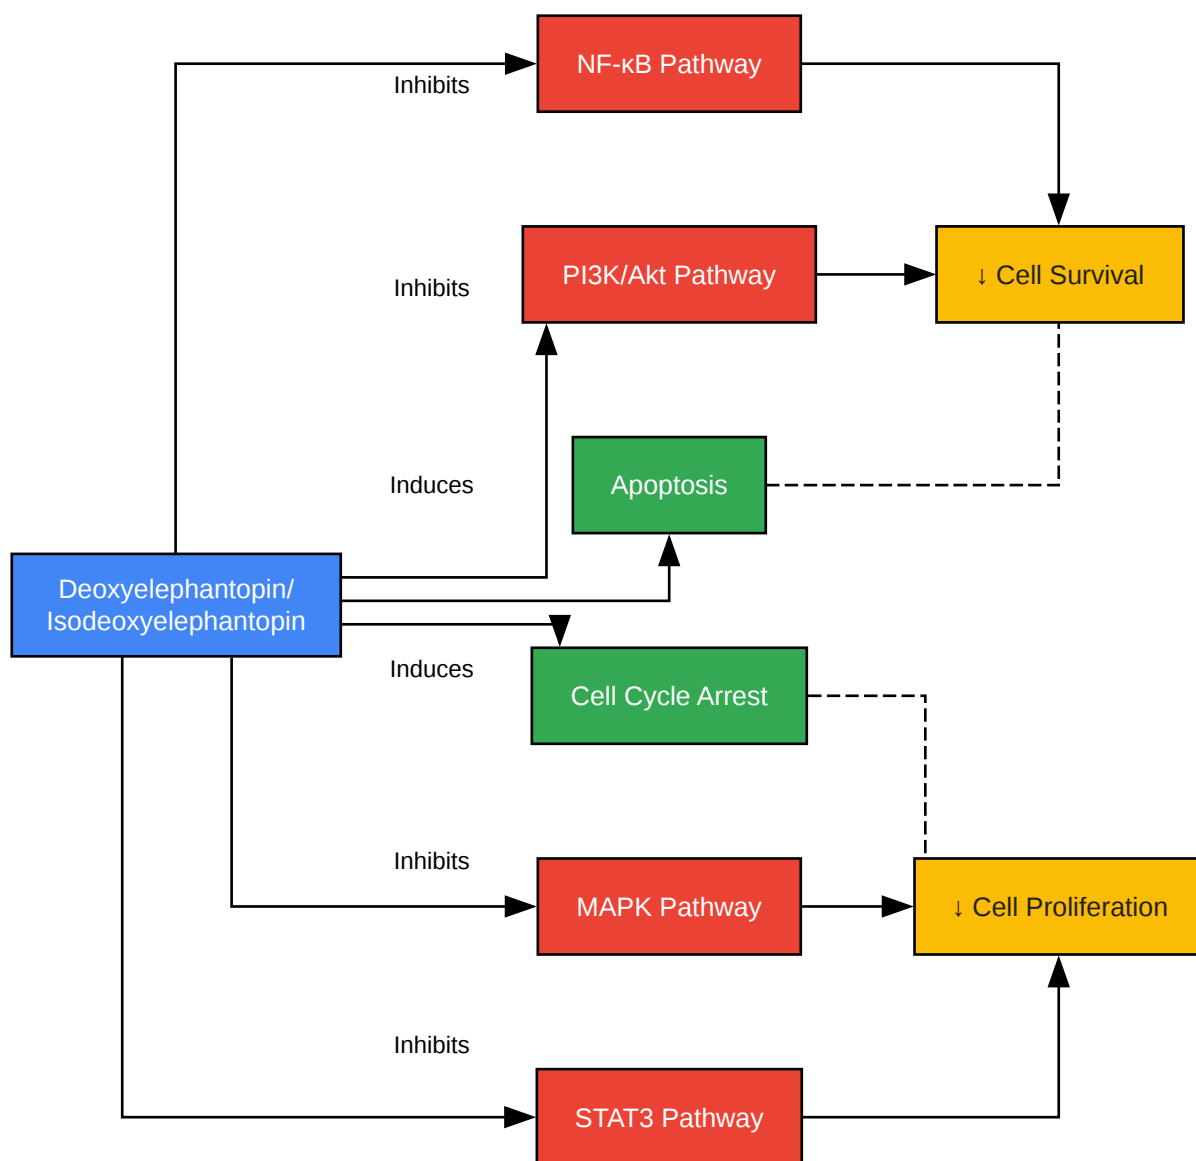 NF-κB Pathway
Inhibits
PI3K/Akt Pathway
↓ Cell Survival
Inhibits
Induces
Apoptosis
Deoxyelephantopin/
Isodeoxyelephantopin
Induces
Cell Cycle Arrest
Inhibits
MAPK Pathway
↓ Cell Proliferation
Inhibits
STAT3 Pathway